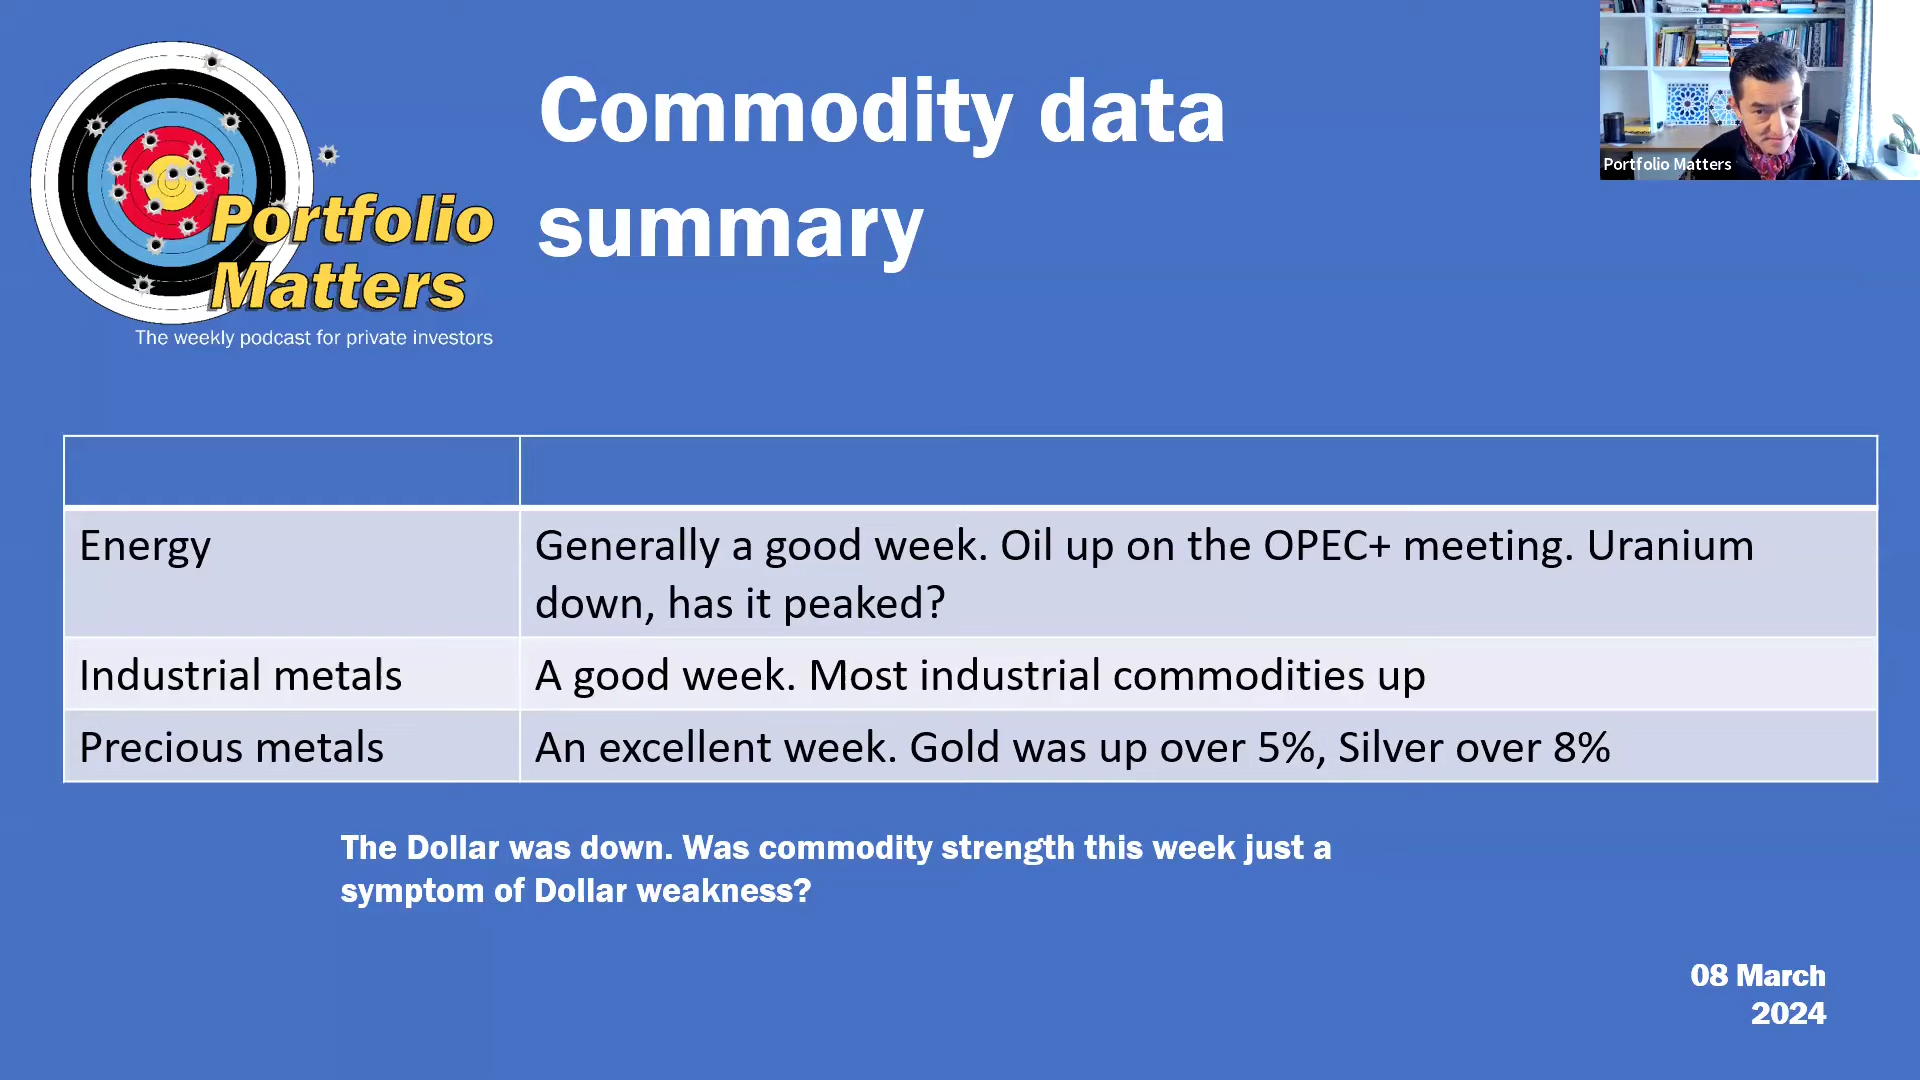 Commodity data
summary
Portfolio Matters
Portfolio
Matters
The weekly podcast for private investors
Energy
Generally a good week. Oil up on the OPEC+ meeting. Uranium
down, has it peaked?
Industrial metals
A good week. Most industrial commodities up
Precious metals
An excellent week. Gold was up over 5%, Silver over 8%
The Dollar was down. Was commodity strength this week just a
symptom of Dollar weakness?
08 March
2024